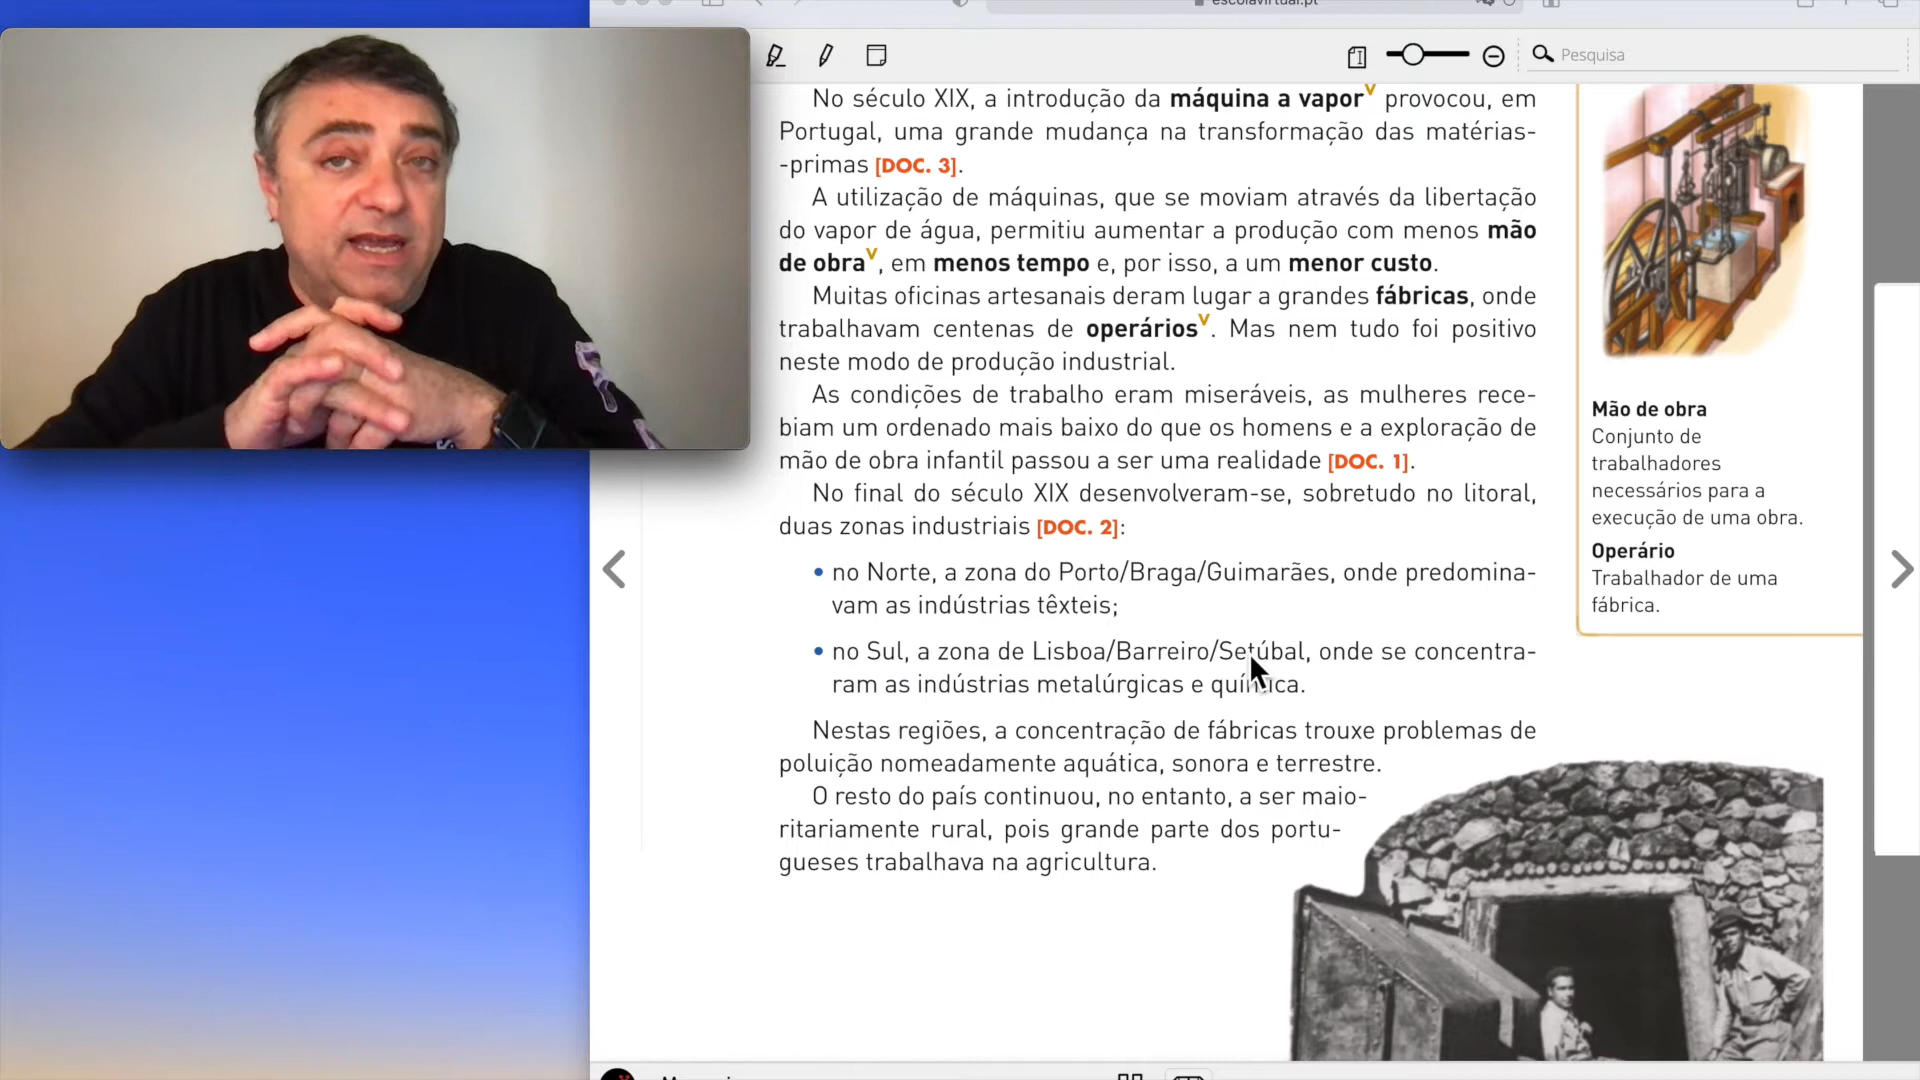 escolavirtual.pt
Pesquisa
No século XIX, a introdução da máquina a vaporV provocou, em
Portugal, uma grande mudança na transformação das matérias-
-primas [DOC. 3].
A utilização de máquinas, que se moviam através da libertação
do vapor de água, permitiu aumentar a produção com menos mão
de obraV, em menos tempo e, por isso, a um menor custo.
Muitas oficinas artesanais deram lugar a grandes fábricas, onde
trabalhavam centenas de operáriosV. Mas nem tudo foi positivo
neste modo de produção industrial.
As condições de trabalho eram miseráveis, as mulheres rece-
biam um ordenado mais baixo do que os homens e a exploração de
mão de obra infantil passou a ser uma realidade [DOC. 1].
No final do século XIX desenvolveram-se, sobretudo no litoral,
duas zonas industriais [DOC. 2]:
• no Norte, a zona do Porto/Braga/Guimarães, onde predomina-
vam as indústrias têxteis;
• no Sul, a zona de Lisboa/Barreiro/Setúbal, onde se concentra-
ram as indústrias metalúrgicas e química.
Nestas regiões, a concentração de fábricas trouxe problemas de
poluição nomeadamente aquática, sonora e terrestre.
O resto do país continuou, no entanto, a ser maio-
ritariamente rural, pois grande parte dos portu-
gueses trabalhava na agricultura.
Mão de obra
Conjunto de
trabalhadores
necessários para a
execução de uma obra.
Operário
Trabalhador de uma
fábrica.